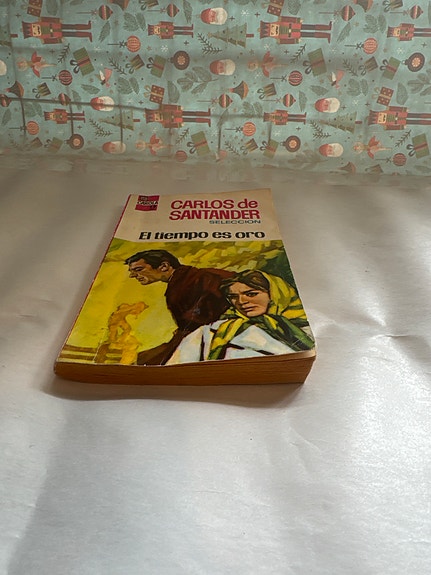 CARLOS de
SANTANDER
SELECCION
El tiempo es oro